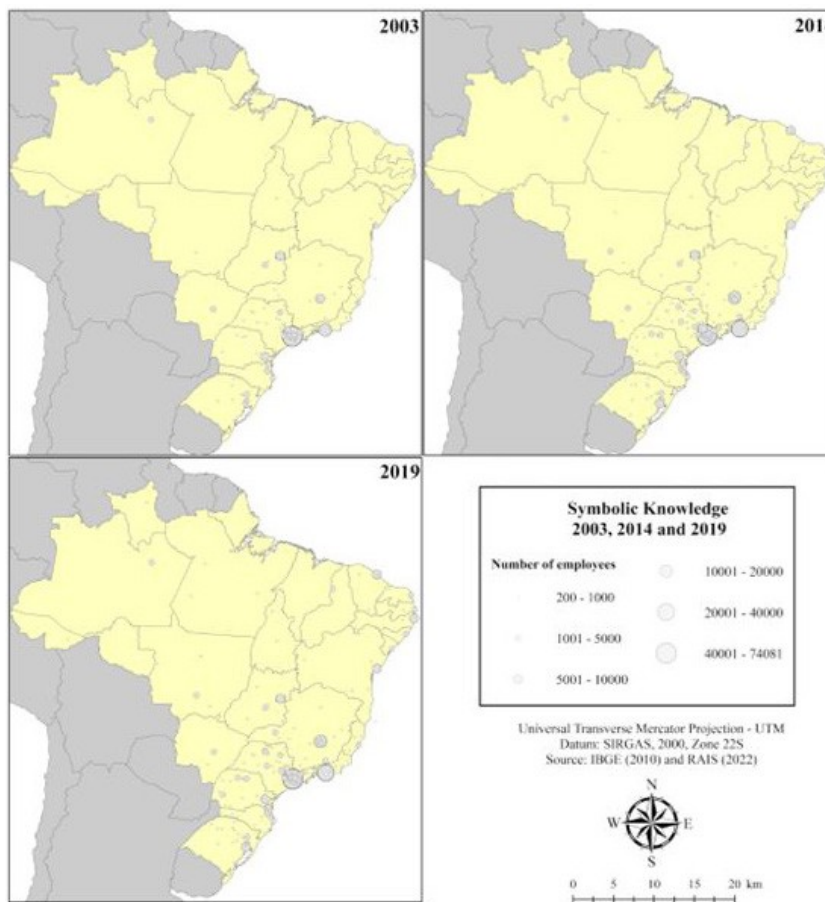 2003
2019
Symbolic Knowledge
2003, 2014 and 2019
Number of employees
200 - 1000
1001 - 5000
5001 - 10000
10001 - 20000
20001 - 40000
40001 - 74081
Universal Transverse Mercator Projection - UTM
Datum: SIRGAS, 2000, Zone 22S
Source: IBGE (2010) and RAIS (2022)
N
W
E
S
0 5 10 15 20 km